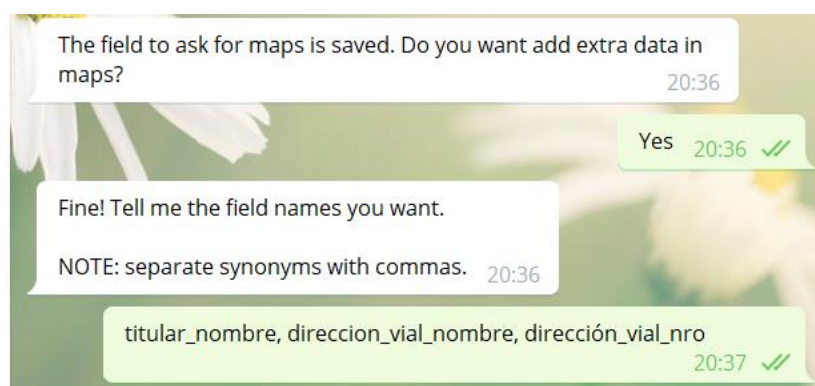 The field to ask for maps is saved. Do you want add extra data in
maps?
20:36
Yes 20:36
Fine! Tell me the field names you want.
NOTE: separate synonyms with commas. 20:36
titular_nombre, direccion_vial_nombre, dirección_vial_nro
20:37